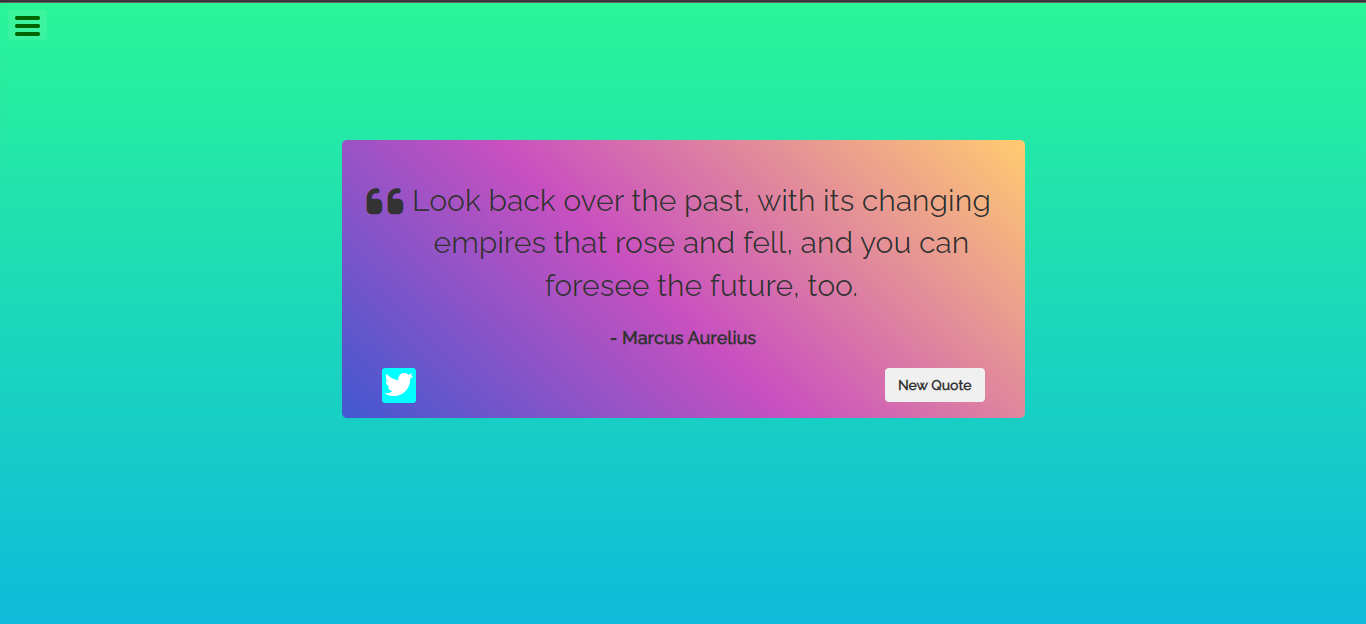 “ Look back over the past, with its changing
empires that rose and fell, and you can
foresee the future, too.
- Marcus Aurelius
New Quote